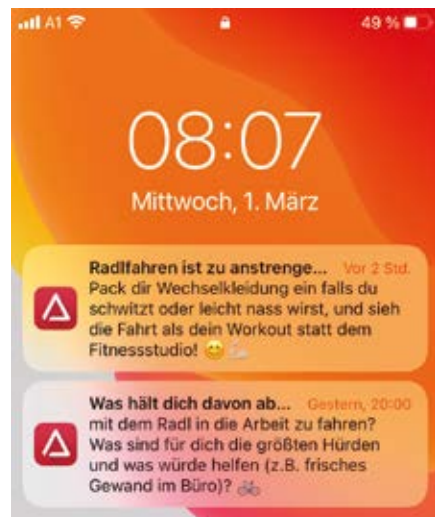 A1 49 %
08:07
Mittwoch, 1. März
Radlfahren ist zu anstrenge... Vor 2 Std.
Pack dir Wechselkleidung ein falls du
schwitzt oder leicht nass wirst, und sieh
die Fahrt als dein Workout statt dem
Fitnessstudio! 😊 💪
Was hält dich davon ab... Gestern, 20:00
mit dem Radl in die Arbeit zu fahren?
Was sind für dich die größten Hürden
und was würde helfen (z.B. frisches
Gewand im Büro)? 🚲